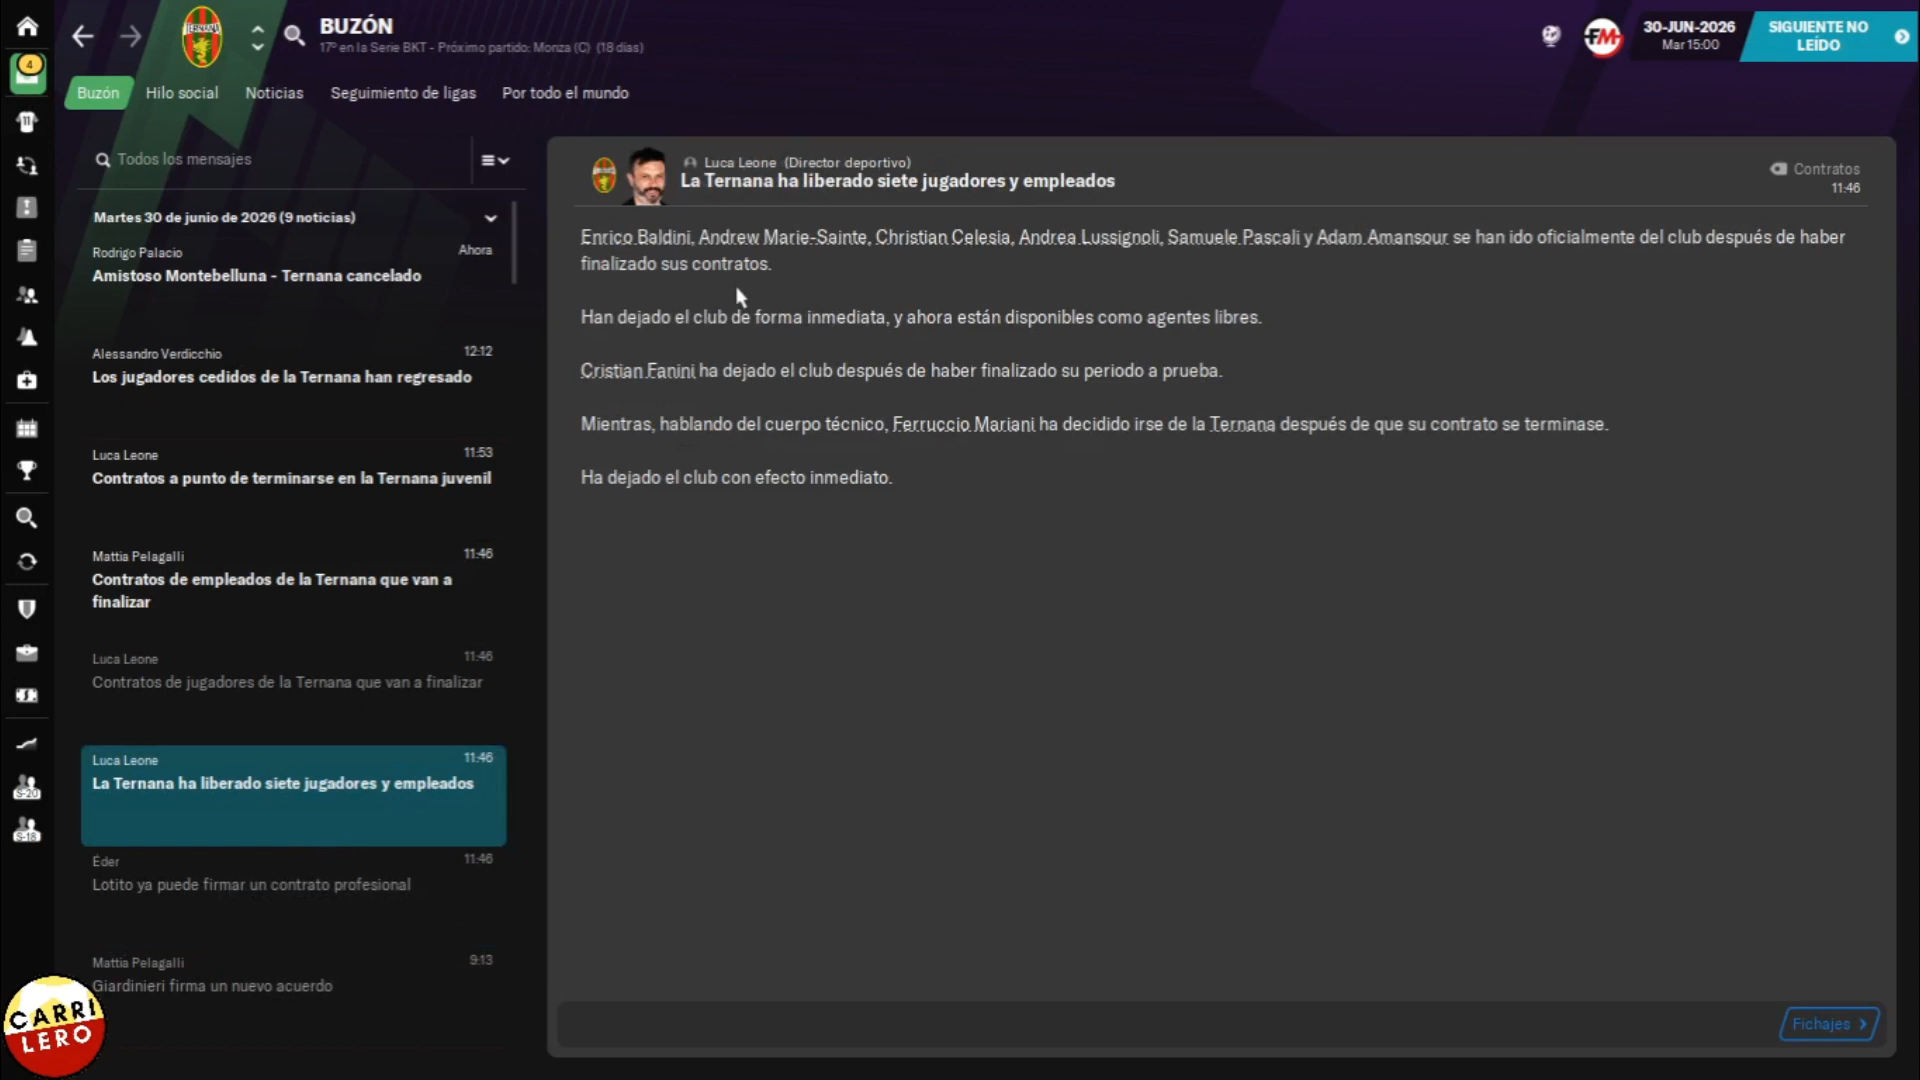 BUZÓN
17º en la Serie BKT - Próximo partido: Monza (C) (18 días)
30-JUN-2026
Mar 15:00
SIGUIENTE NO LEÍDO
4
TERNANA
FM
Buzón
Hilo social
Noticias
Seguimiento de ligas
Por todo el mundo
Todos los mensajes
Martes 30 de junio de 2026 (9 noticias)
Rodrigo Palacio
Ahora
Amistoso Montebelluna - Ternana cancelado
Alessandro Verdicchio
12:12
Los jugadores cedidos de la Ternana han regresado
Luca Leone
11:53
Contratos a punto de terminarse en la Ternana juvenil
Mattia Pelagalli
11:46
Contratos de empleados de la Ternana que van a
finalizar
Luca Leone
11:46
Contratos de jugadores de la Ternana que van a finalizar
Luca Leone
11:46
La Ternana ha liberado siete jugadores y empleados
Éder
11:46
Lotito ya puede firmar un contrato profesional
Mattia Pelagalli
9:13
Giardinieri firma un nuevo acuerdo
S-20
S-18
CARRI
LERO
Luca Leone (Director deportivo)
La Ternana ha liberado siete jugadores y empleados
Contratos
11:46
Enrico Baldini, Andrew Marie-Sainte, Christian Celesia, Andrea Lussignoli, Samuele Pascali y Adam Amansour se han ido oficialmente del club después de haber
finalizado sus contratos.
Han dejado el club de forma inmediata, y ahora están disponibles como agentes libres.
Cristian Fanini ha dejado el club después de haber finalizado su periodo a prueba.
Mientras, hablando del cuerpo técnico, Ferruccio Mariani ha decidido irse de la Ternana después de que su contrato se terminase.
Ha dejado el club con efecto inmediato.
Fichajes